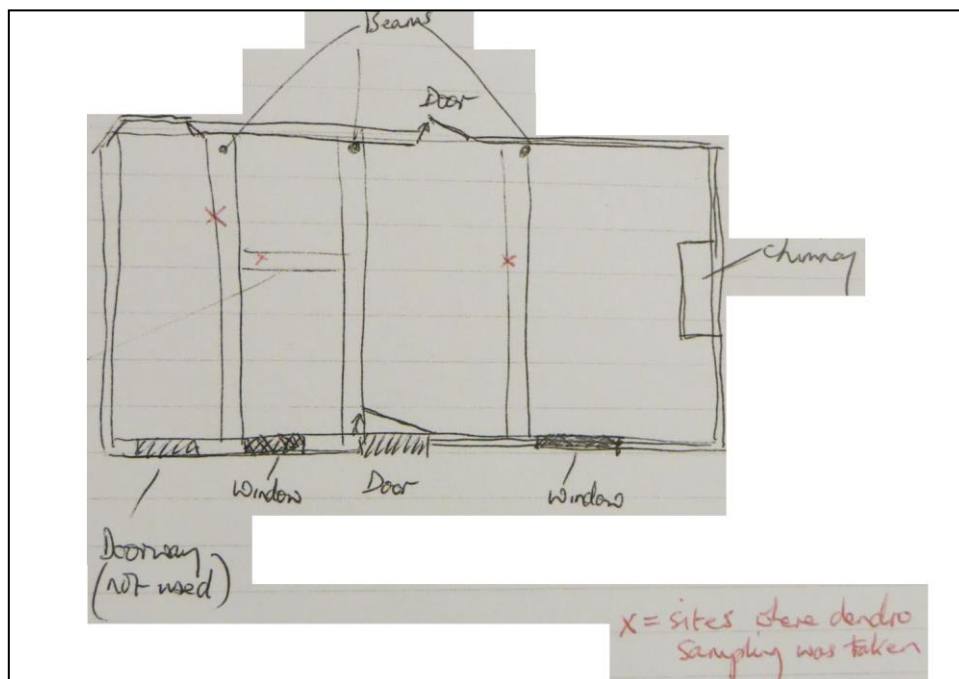 Beams
Door
Chimney
Window
Door
Window
Doorway
(not used)
x = sites where dendro
sampling was taken